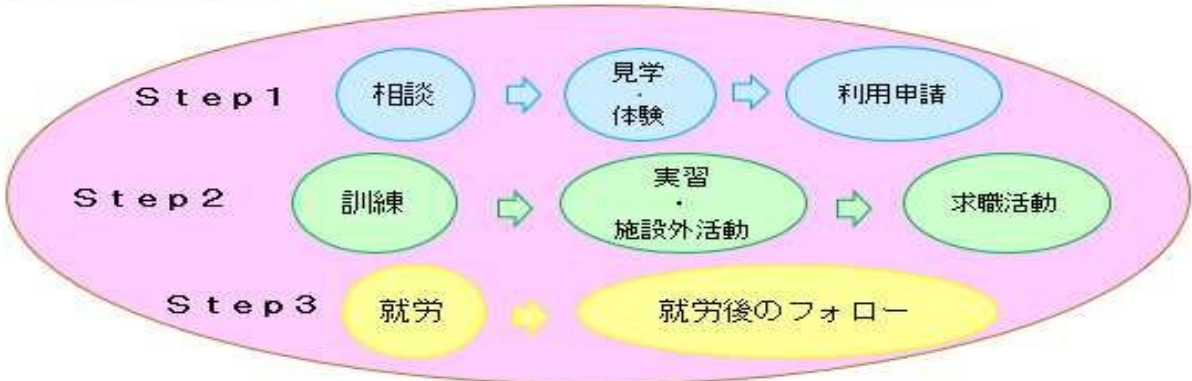 Step1
相談
見学
・
体験
利用申請
Step2
訓練
実習
・
施設外活動
求職活動
Step3
就労
就労後のフォロー